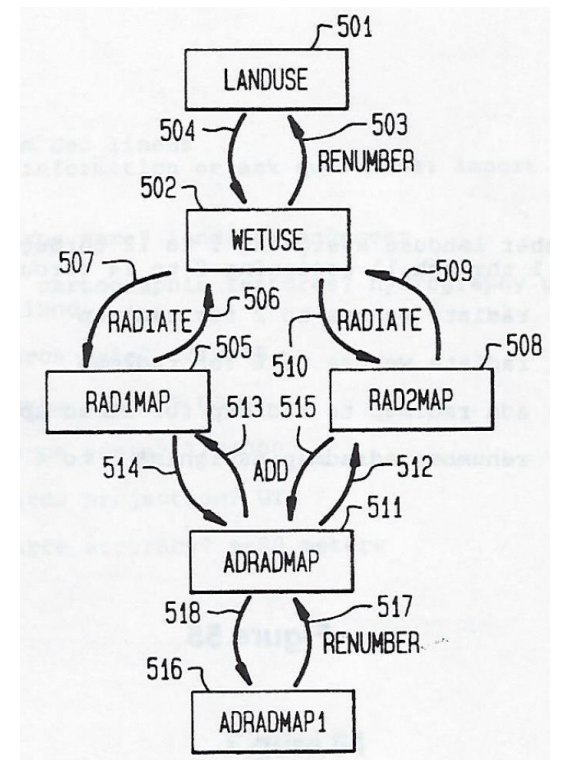 501
LANDUSE
504
503
RENUMBER
502
WETUSE
507
509
506
RADIATE
RADIATE
505
510
508
RAD1MAP
513
515
RAD2MAP
514
ADD
512
511
ADRADMAP
518
517
RENUMBER
516
ADRADMAP1